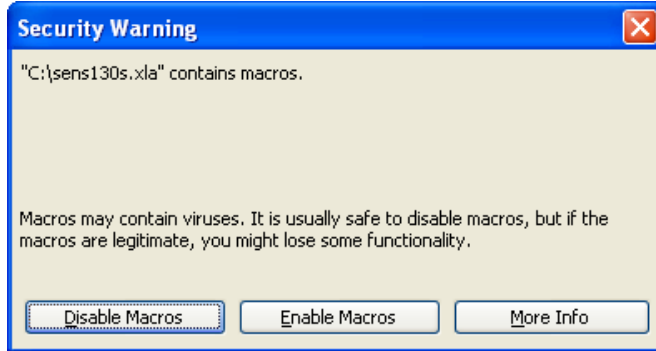 Security Warning
"C:\sens130s.xla" contains macros.
Macros may contain viruses. It is usually safe to disable macros, but if the
macros are legitimate, you might lose some functionality.
Disable Macros Enable Macros More Info